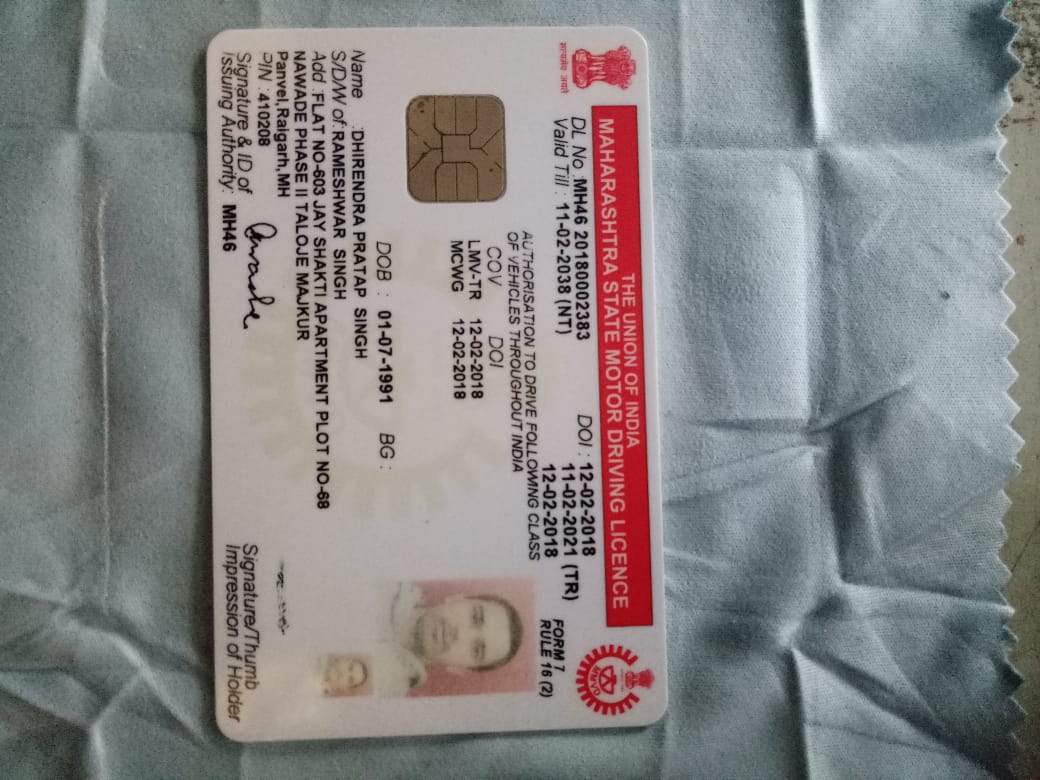 सत्यमेव जयते
THE UNION OF INDIA
MAHARASHTRA STATE MOTOR DRIVING LICENCE
DL No :MH46 20180002383 DOI : 12-02-2018
Valid Till : 11-02-2038 (NT) 11-02-2021 (TR)
12-02-2018
FORM 7
RULE 16 (2)
AUTHORISATION TO DRIVE FOLLOWING CLASS
OF VEHICLES THROUGHOUT INDIA
COV DOI
LMV-TR 12-02-2018
MCWG 12-02-2018
DOB : 01-07-1991 BG :
Name :DHIRENDRA PRATAP SINGH
S/D/W of :RAMESHWAR SINGH
Add :FLAT NO-603 JAY SHAKTI APARTMENT PLOT NO-68
NAWADE PHASE II TALOJE MAJKUR
Panvel,Raigarh,MH
PIN :410208
Signature & ID of
Issuing Authority: MH46
Signature/Thumb
Impression of Holder